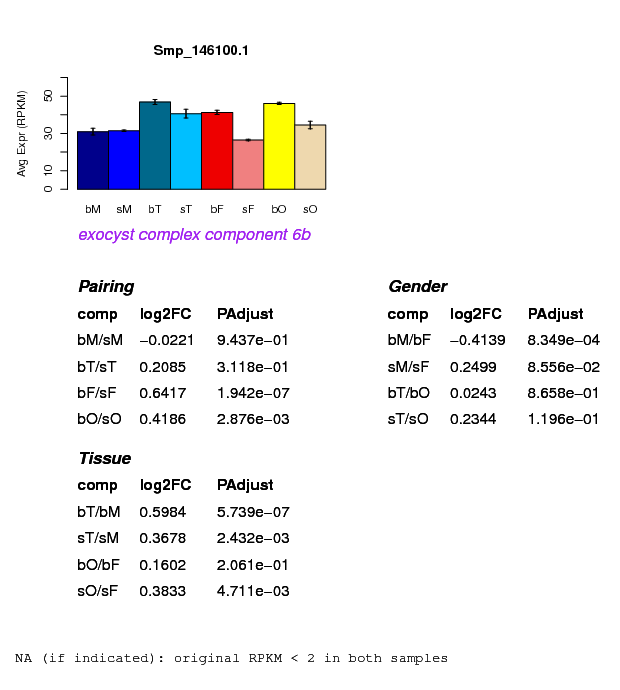 Smp_146100.1
Avg Expr (RPKM)
0 10 30 50
bM sM bT sT bF sF bO sO
exocyst complex component 6b
Pairing
comp log2FC PAdjust
bM/sM −0.0221 9.437e−01
bT/sT 0.2085 3.118e−01
bF/sF 0.6417 1.942e−07
bO/sO 0.4186 2.876e−03
Gender
comp log2FC PAdjust
bM/bF −0.4139 8.349e−04
sM/sF 0.2499 8.556e−02
bT/bO 0.0243 8.658e−01
sT/sO 0.2344 1.196e−01
Tissue
comp log2FC PAdjust
bT/bM 0.5984 5.739e−07
sT/sM 0.3678 2.432e−03
bO/bF 0.1602 2.061e−01
sO/sF 0.3833 4.711e−03
NA (if indicated): original RPKM < 2 in both samples